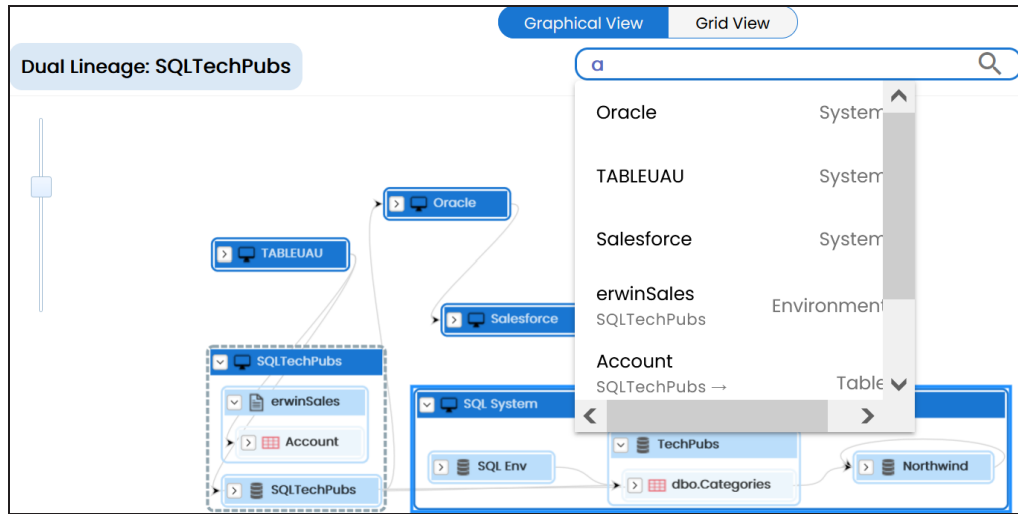 Graphical View
Grid View
Dual Lineage: SQLTechPubs
a
Oracle
System
TABLEUAU
System
Salesforce
System
erwinSales
SQLTechPubs
Environment
Account
SQLTechPubs →
Table
Oracle
TABLEUAU
Salesforce
SQLTechPubs
erwinSales
Account
SQLTechPubs
SQL System
SQL Env
TechPubs
dbo.Categories
Northwind